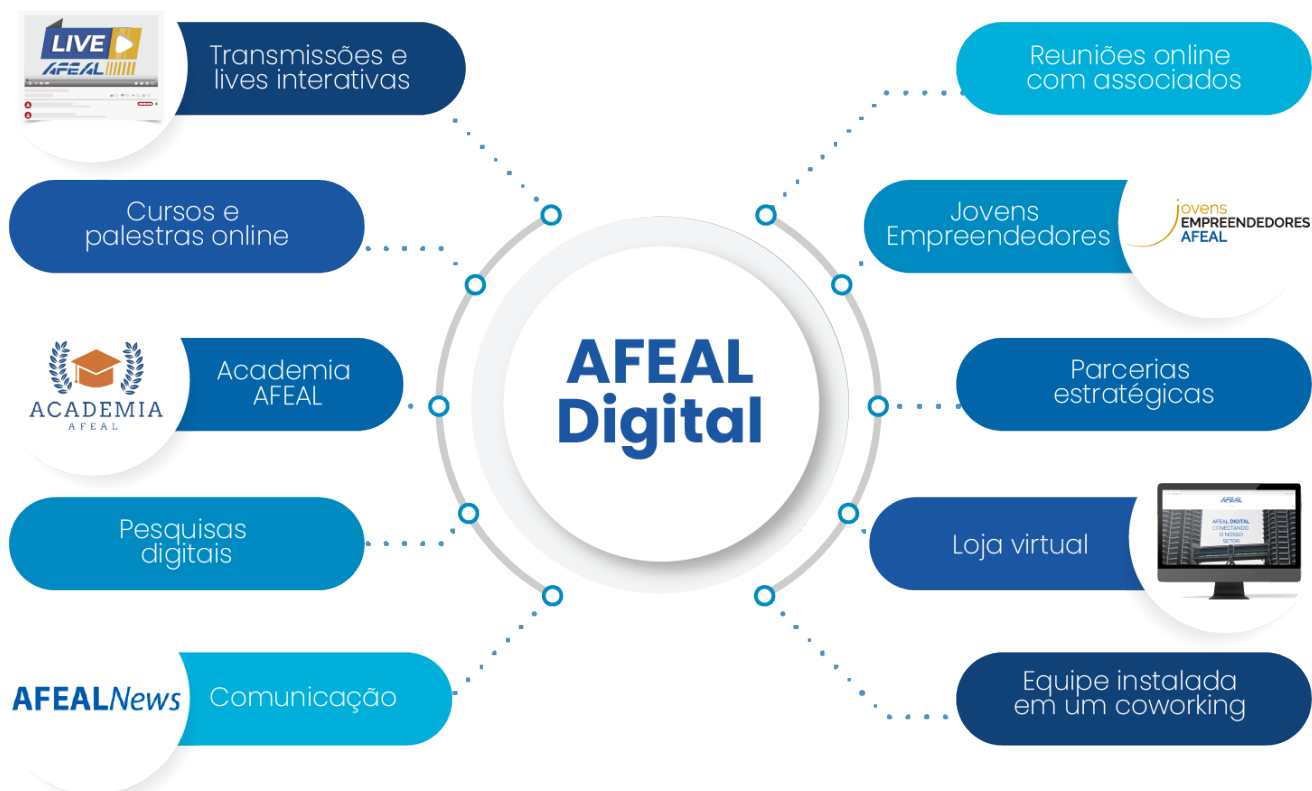 LIVE
AFEAL
Transmissões e
lives interativas
Cursos e
palestras online
ACADEMIA
AFEAL
Academia
AFEAL
Pesquisas
digitais
AFEALNews
Comunicação
AFEAL
Digital
Reuniões online
com associados
Jovens
Empreendedores
jovens
EMPREENDEDORES
AFEAL
Parcerias
estratégicas
Loja virtual
AFEAL
AFEAL DIGITAL
CONECTANDO
O NOSSO
SETOR
Equipe instalada
em um coworking